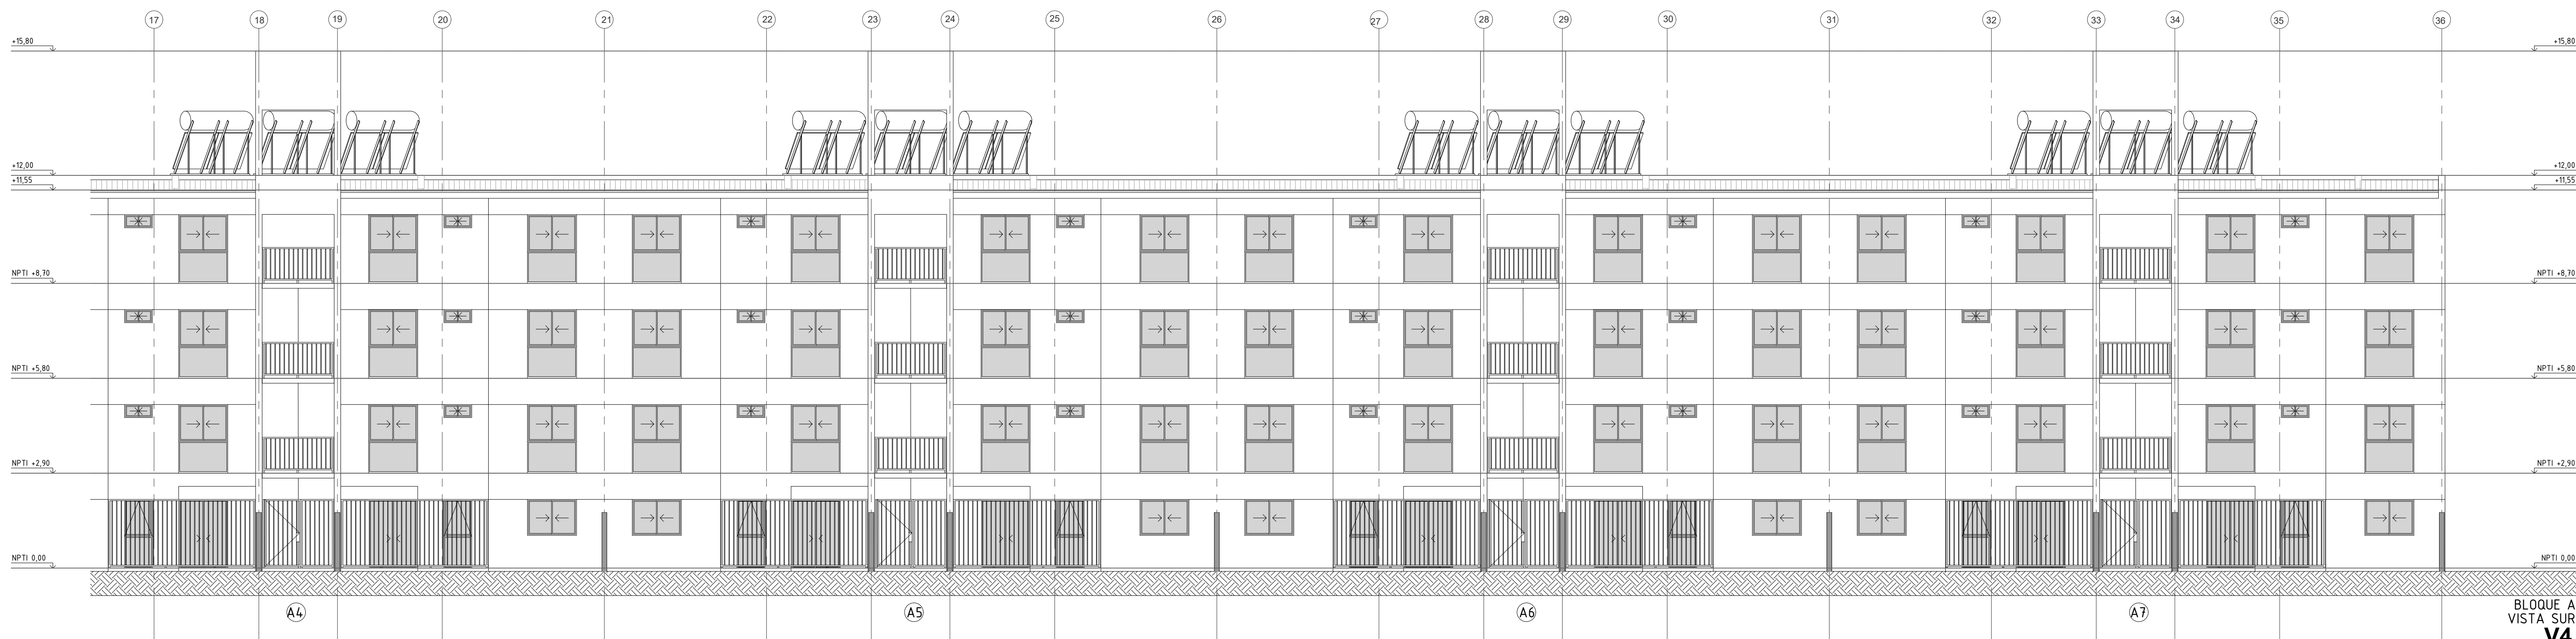 17 18 19 20 21 22 23 24 25 26 27 28 29 30 31 32 33 34 35 36
+15,80 +15,80
+12,00 +12,00
+11,55 +11,55
NPTI +8,70 NPTI +8,70
NPTI +5,80 NPTI +5,80
NPTI +2,90 NPTI +2,90
NPTI 0,00 NPTI 0,00
A4 A5 A6 A7
BLOQUE A
VISTA SUR
V4